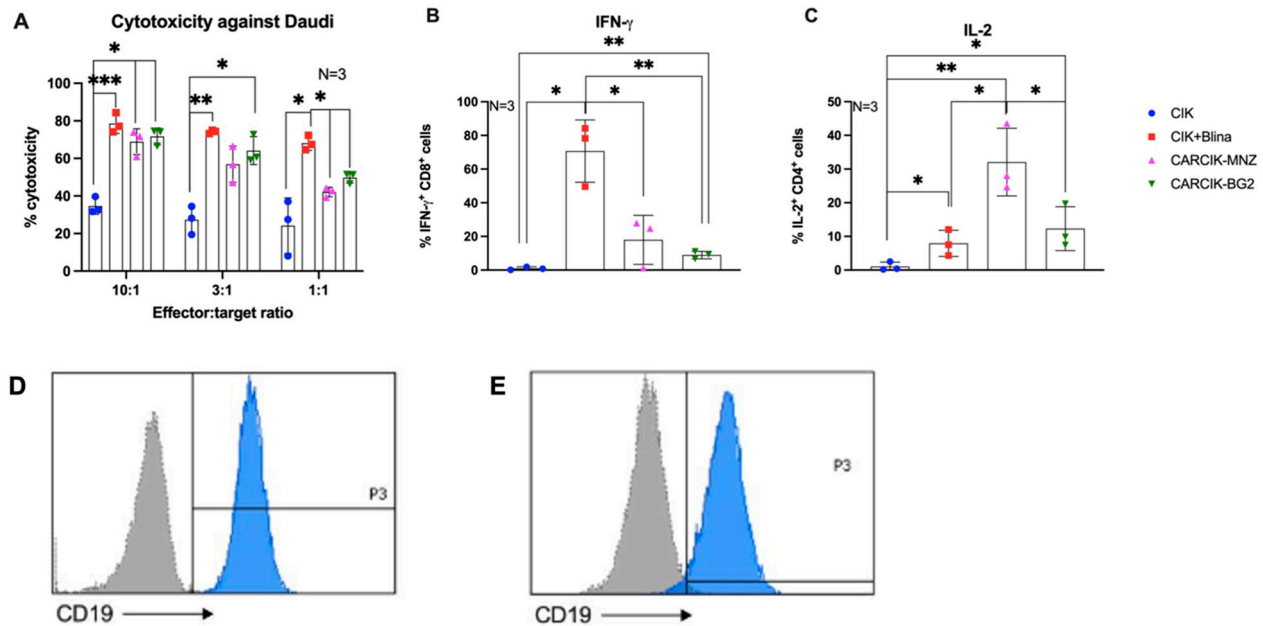 A
Cytotoxicity against Daudi
N=3
*
***
**
*
*
*
% cytotoxicity
100
80
60
40
20
0
10:1
3:1
1:1
Effector:target ratio
B
IFN-γ
**
**
*
*
N=3
% IFN-γ+ CD8+ cells
100
80
60
40
20
0
C
IL-2
*
**
*
*
*
N=3
% IL-2+ CD4+ cells
50
40
30
20
10
0
CIK
CIK+Blina
CARCIK-MNZ
CARCIK-BG2
D
P3
CD19
E
P3
CD19